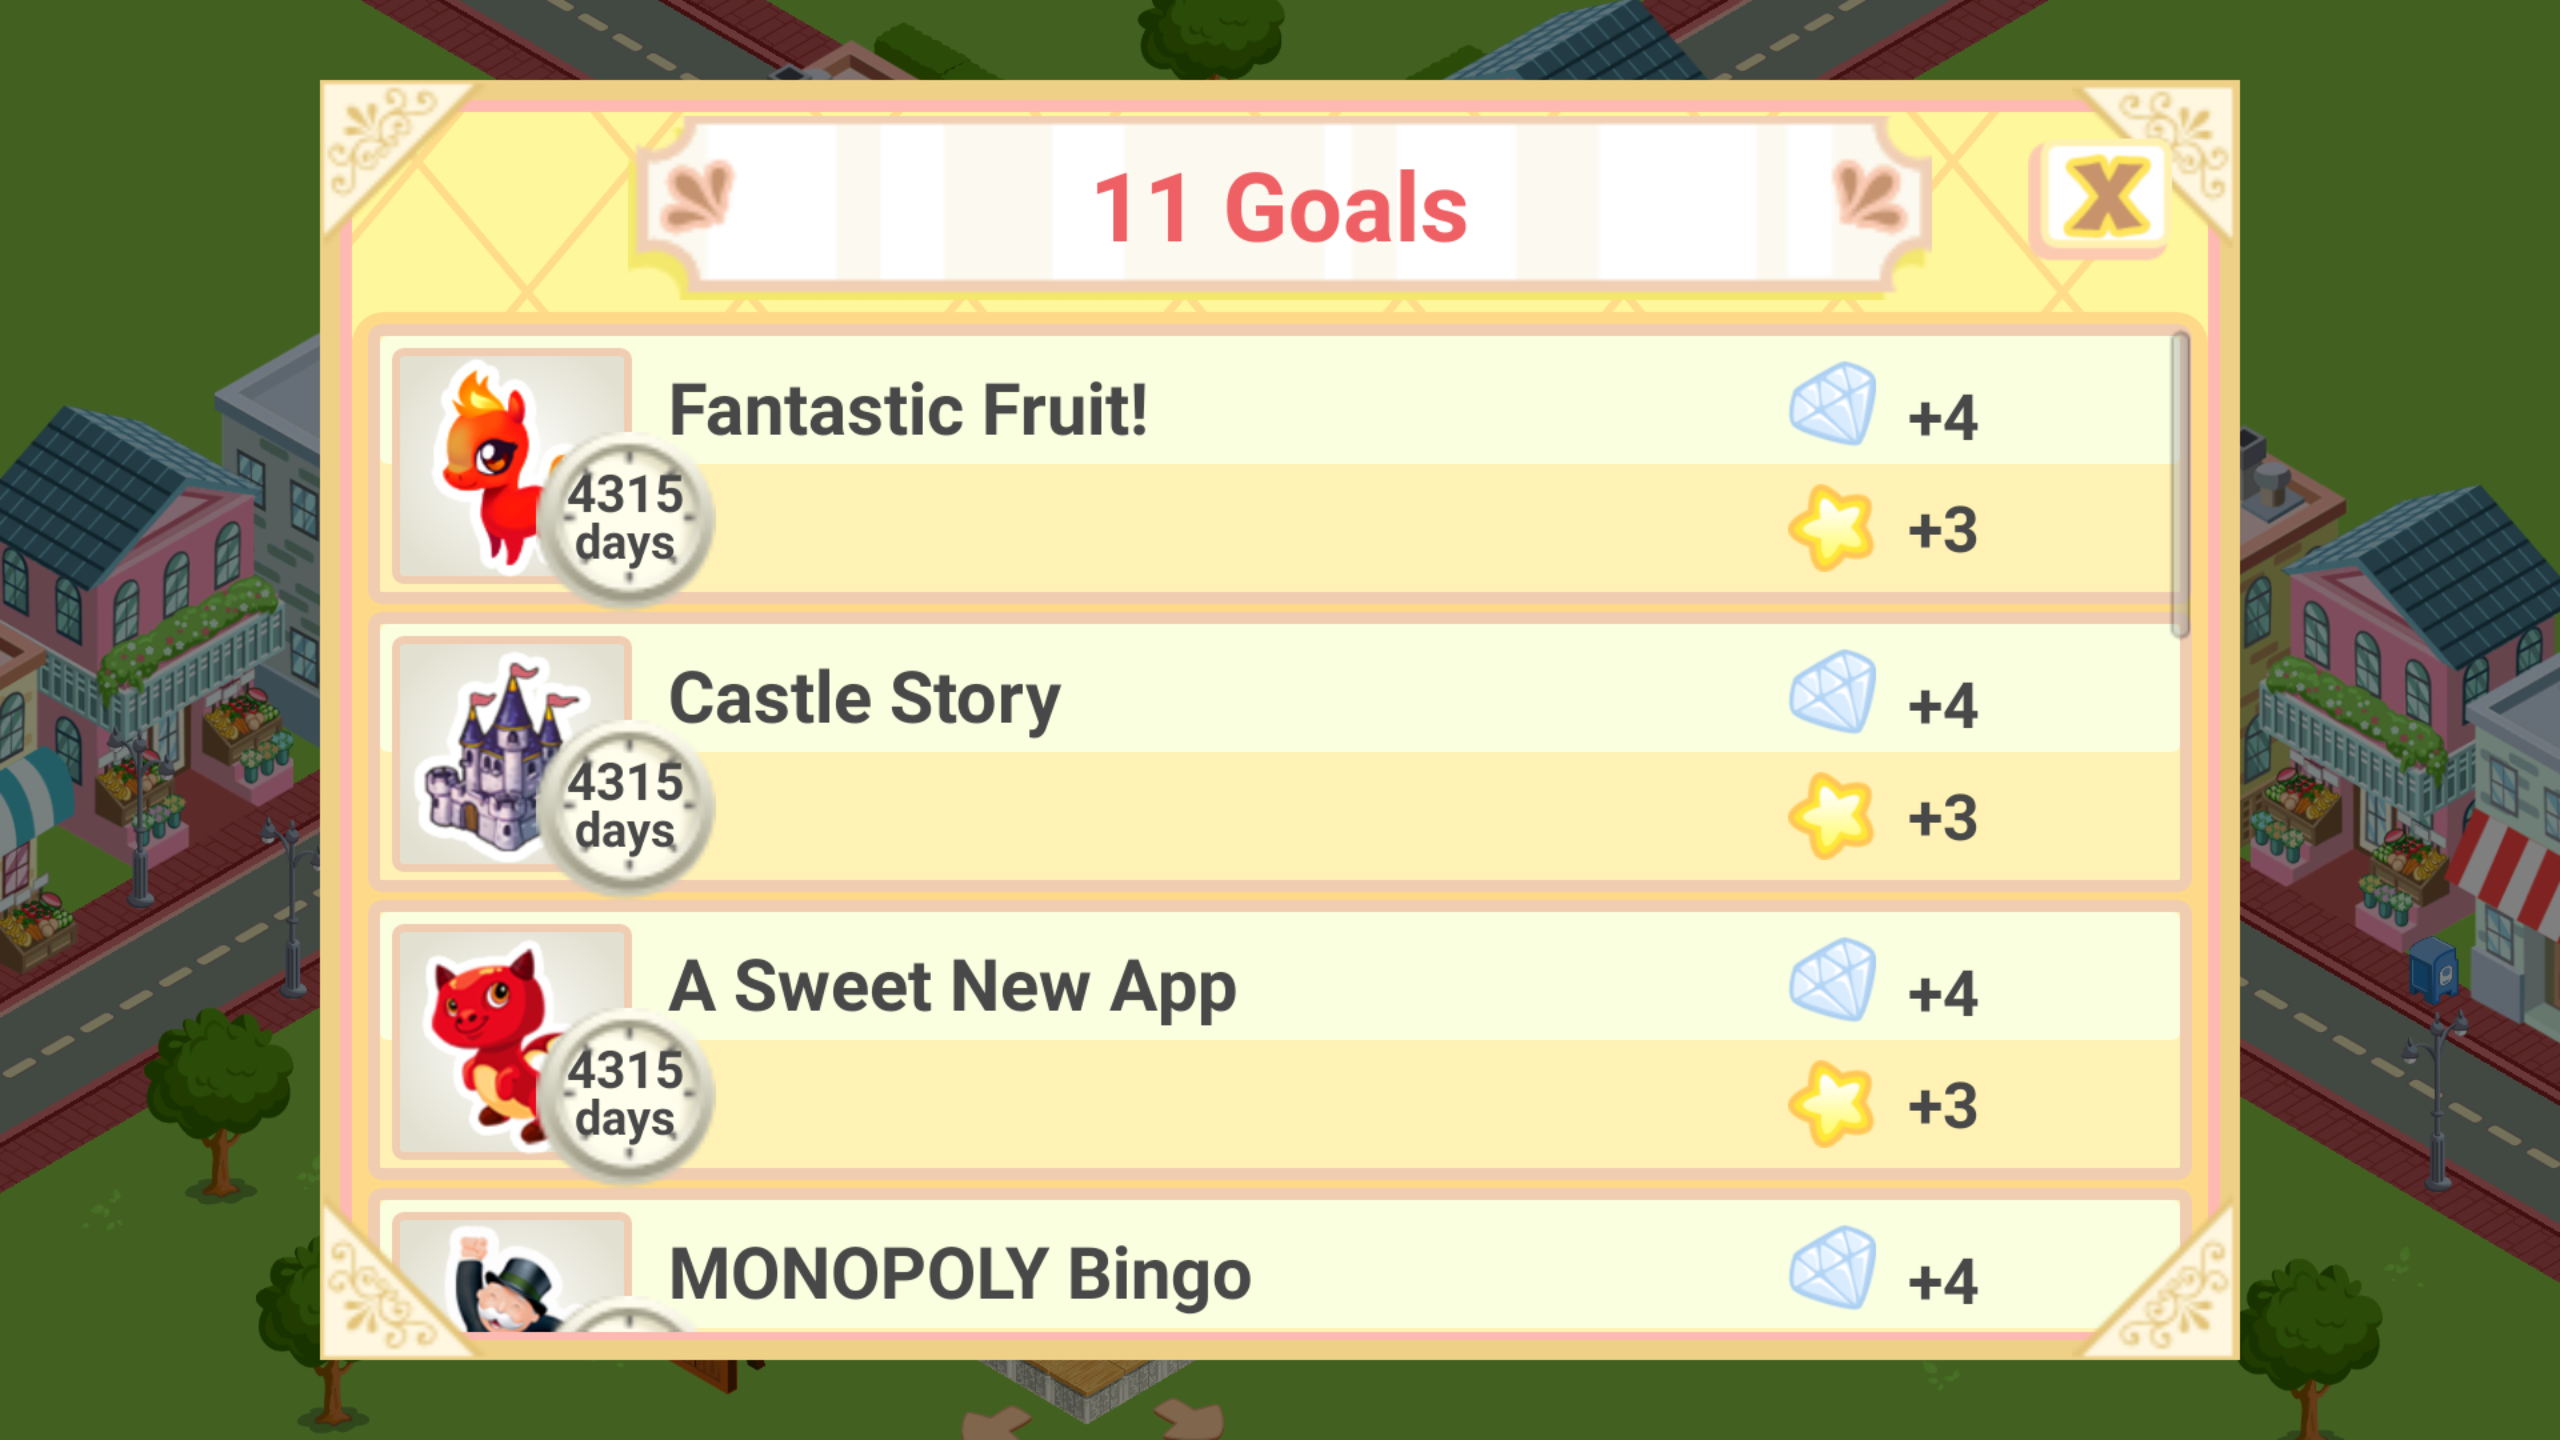 11 Goals
X
Fantastic Fruit!
+4
4315
days
+3
Castle Story
+4
4315
days
+3
A Sweet New App
+4
4315
days
+3
MONOPOLY Bingo
+4